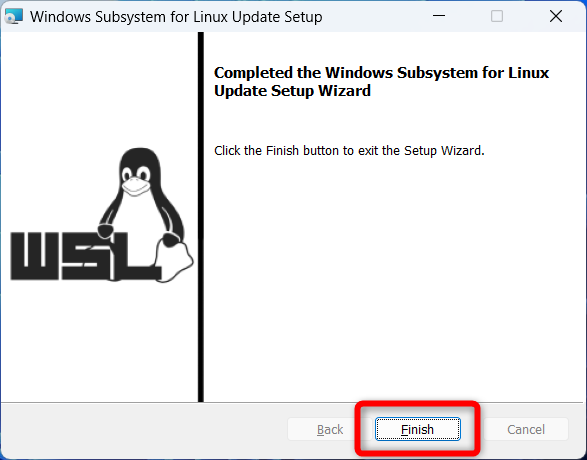 Windows Subsystem for Linux Update Setup
Completed the Windows Subsystem for Linux
Update Setup Wizard
Click the Finish button to exit the Setup Wizard.
WSL
Back
Finish
Cancel